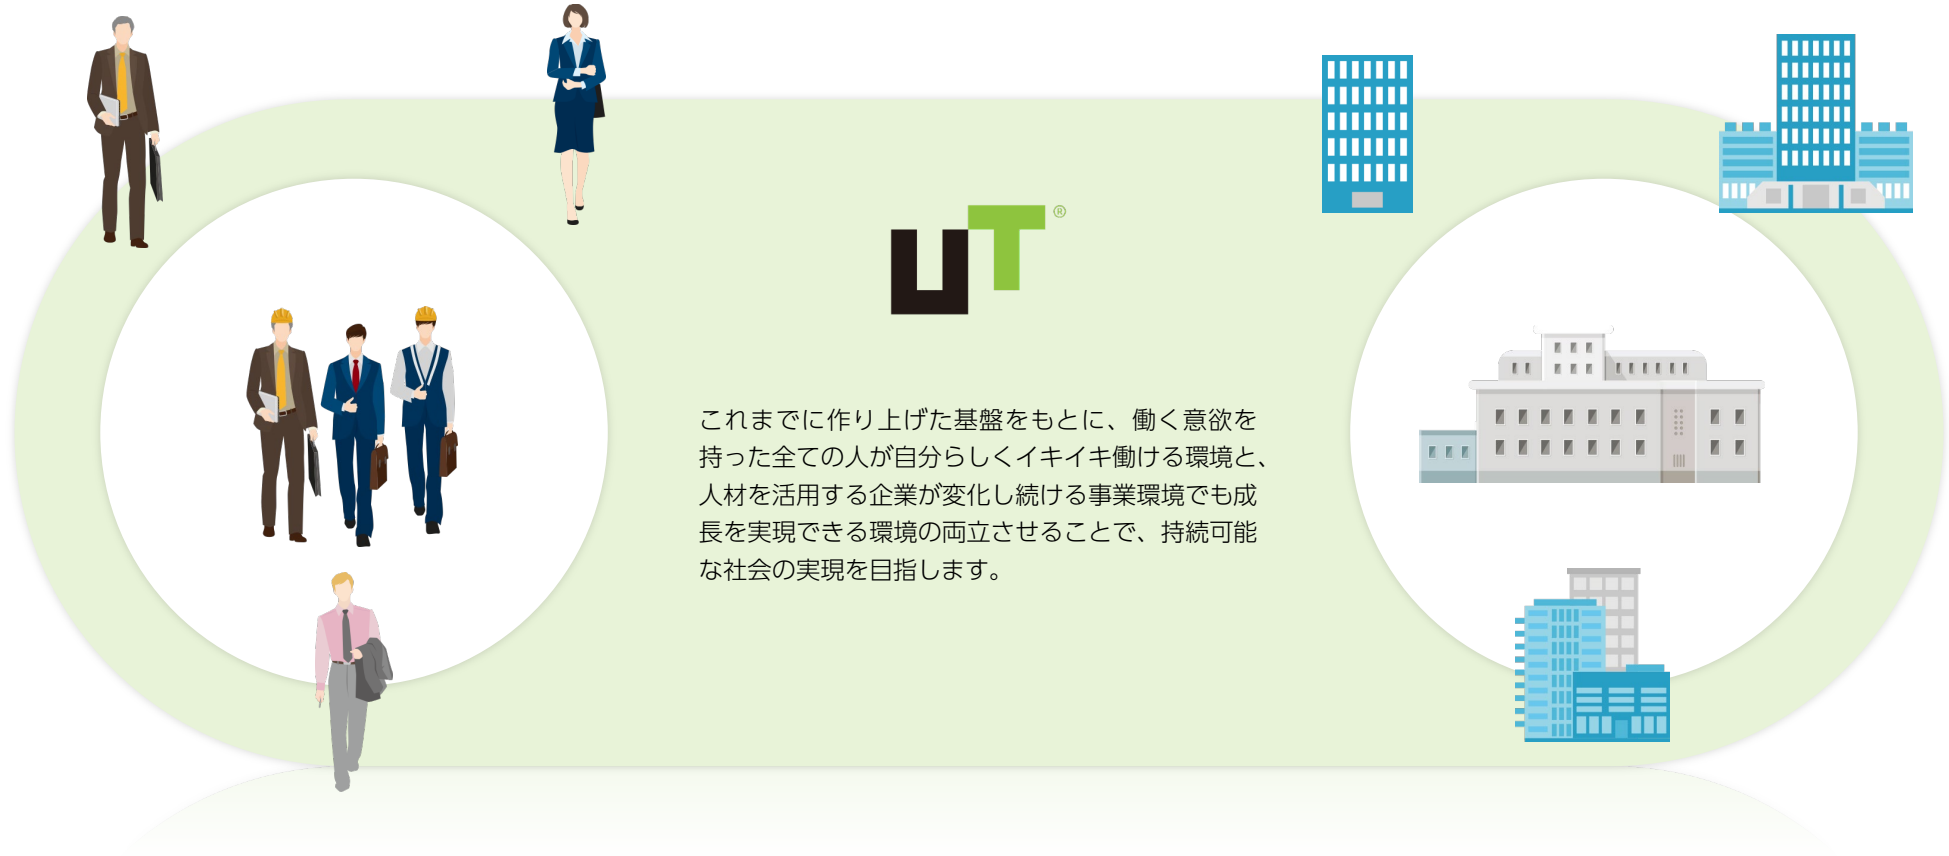 UT®
これまでに作り上げた基盤をもとに、働く意欲を
持った全ての人が自分らしくイキイキ働ける環境と、
人材を活用する企業が変化し続ける事業環境でも成
長を実現できる環境の両立させることで、持続可能
な社会の実現を目指します。